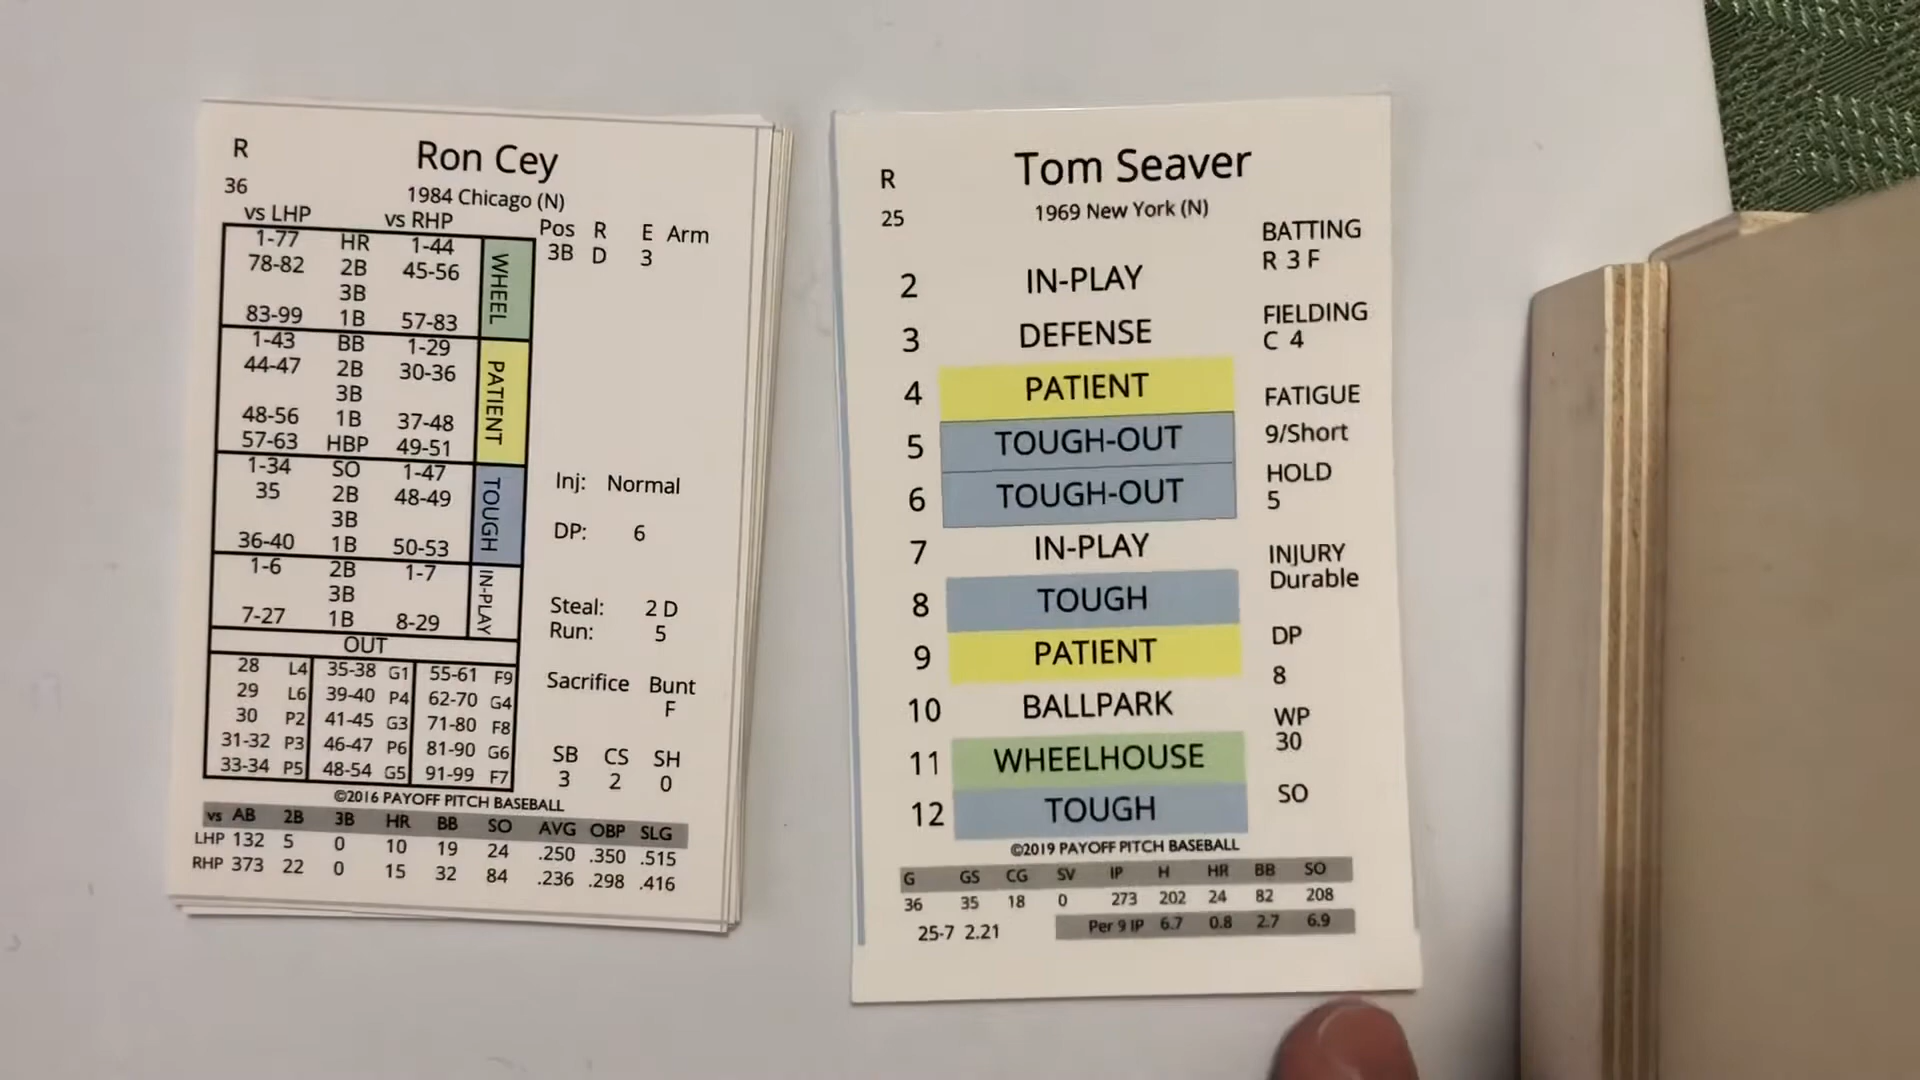 R
Ron Cey
36
1984 Chicago (N)
vs LHP vs RHP
Pos R E Arm
3B D 3
1-77 HR 1-44
78-82 2B 45-56
3B
83-99 1B 57-83
WHEEL
1-43 BB 1-29
44-47 2B 30-36
3B
48-56 1B 37-48
57-63 HBP 49-51
PATIENT
1-34 SO 1-47
35 2B 48-49
3B
36-40 1B 50-53
TOUGH
1-6 2B 1-7
3B
7-27 1B 8-29
IN-PLAY
OUT
28 L4 35-38 G1 55-61 F9
29 L6 39-40 P4 62-70 G4
30 P2 41-45 G3 71-80 F8
31-32 P3 46-47 P6 81-90 G6
33-34 P5 48-54 G5 91-99 F7
Inj: Normal
DP: 6
Steal: 2 D
Run: 5
Sacrifice Bunt
F
SB CS SH
3 2 0
©2016 PAYOFF PITCH BASEBALL
vs AB 2B 3B HR BB SO AVG OBP SLG
LHP 132 5 0 10 19 24 .250 .350 .515
RHP 373 22 0 15 32 84 .236 .298 .416
R
Tom Seaver
25
1969 New York (N)
2 IN-PLAY
3 DEFENSE
4 PATIENT
5 TOUGH-OUT
6 TOUGH-OUT
7 IN-PLAY
8 TOUGH
9 PATIENT
10 BALLPARK
11 WHEELHOUSE
12 TOUGH
BATTING
R 3 F
FIELDING
C 4
FATIGUE
9/Short
HOLD
5
INJURY
Durable
DP
8
WP
30
SO
©2019 PAYOFF PITCH BASEBALL
G GS CG SV IP H HR BB SO
36 35 18 0 273 202 24 82 208
25-7 2.21 Per 9 IP 6.7 0.8 2.7 6.9